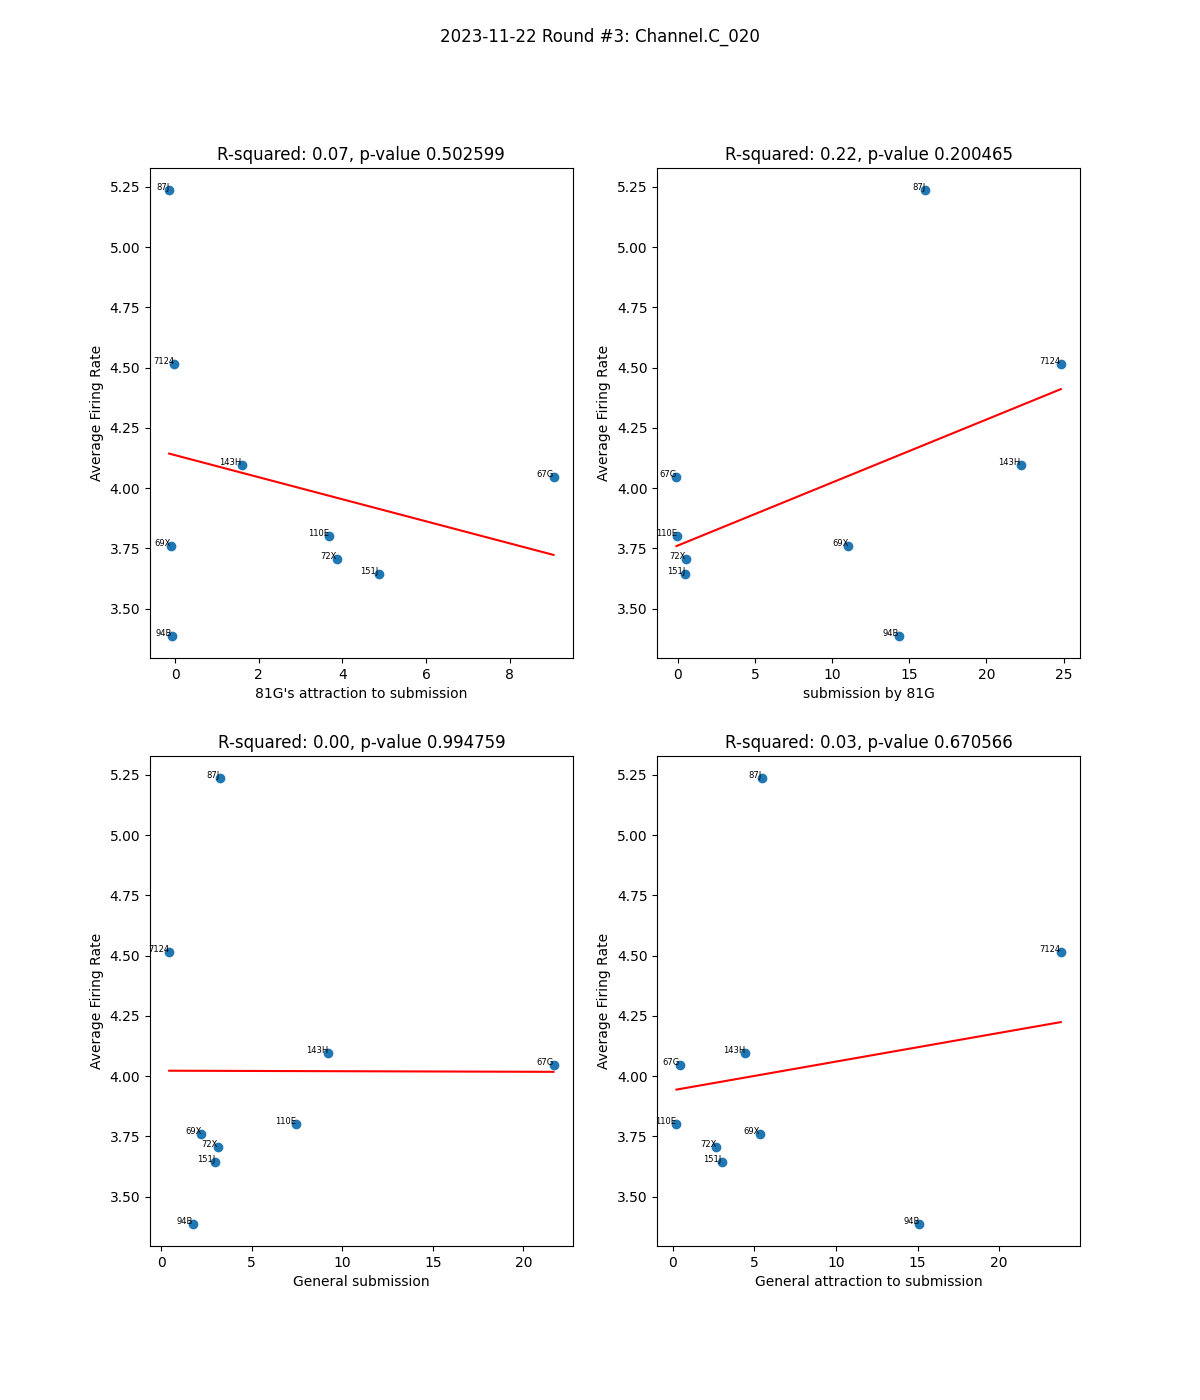 2023-11-22 Round #3: Channel.C_020
R-squared: 0.07, p-value 0.502599
Average Firing Rate
5.25
5.00
4.75
4.50
4.25
4.00
3.75
3.50
87J
7124
143H
67G
110E
69X
72X
151J
94B
0 2 4 6 8
81G's attraction to submission
R-squared: 0.22, p-value 0.200465
Average Firing Rate
5.25
5.00
4.75
4.50
4.25
4.00
3.75
3.50
87J
7124
143H
67G
110E
69X
72X
151J
94B
0 5 10 15 20 25
submission by 81G
R-squared: 0.00, p-value 0.994759
Average Firing Rate
5.25
5.00
4.75
4.50
4.25
4.00
3.75
3.50
87J
7124
143H
67G
110E
69X
72X
151J
94B
0 5 10 15 20
General submission
R-squared: 0.03, p-value 0.670566
Average Firing Rate
5.25
5.00
4.75
4.50
4.25
4.00
3.75
3.50
87J
7124
143H
67G
110E
69X
72X
151J
94B
0 5 10 15 20
General attraction to submission